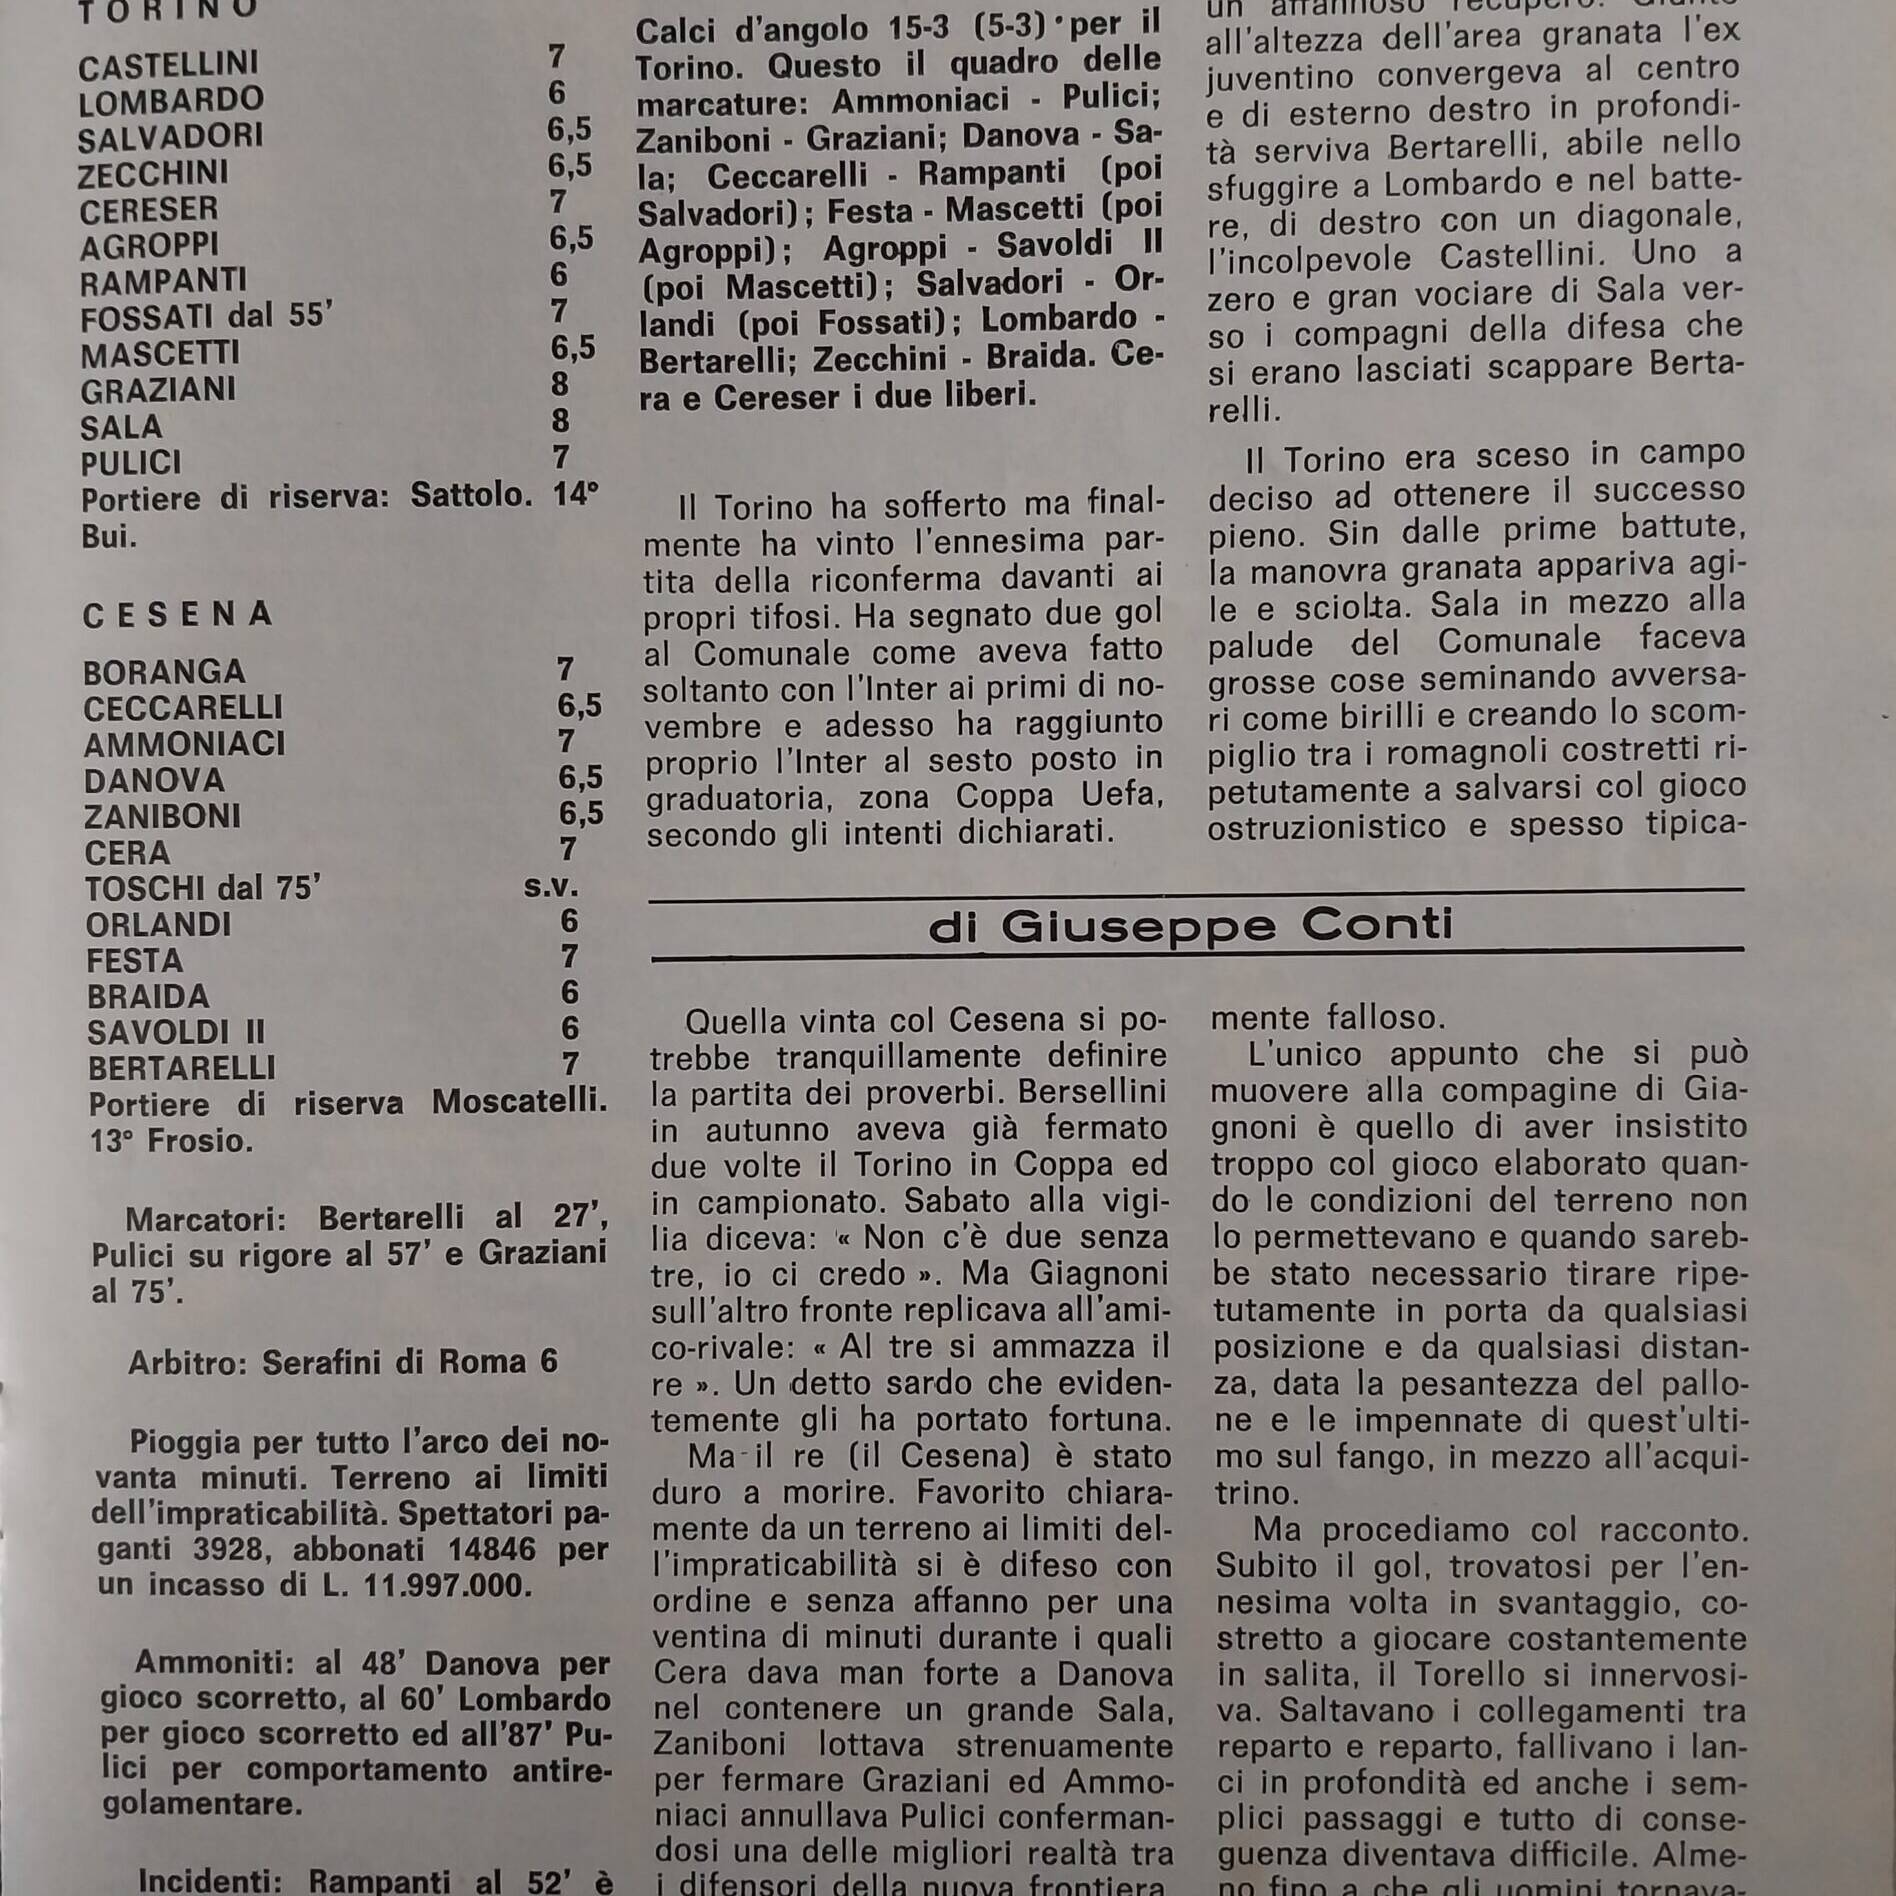 TORINO
CASTELLINI 7
LOMBARDO 6
SALVADORI 6,5
ZECCHINI 6,5
CERESER 7
AGROPPI 6,5
RAMPANTI 6
FOSSATI dal 55' 7
MASCETTI 6,5
GRAZIANI 8
SALA 8
PULICI 7
Portiere di riserva: Sattolo. 14°
Bui.
CESENA
BORANGA 7
CECCARELLI 6,5
AMMONIACI 7
DANOVA 6,5
ZANIBONI 6,5
CERA 7
TOSCHI dal 75' s.v.
ORLANDI 6
FESTA 7
BRAIDA 6
SAVOLDI II 6
BERTARELLI 7
Portiere di riserva Moscatelli.
13° Frosio.
Marcatori: Bertarelli al 27',
Pulici su rigore al 57' e Graziani
al 75'.
Arbitro: Serafini di Roma 6
Pioggia per tutto l'arco dei no-
vanta minuti. Terreno ai limiti
dell'impraticabilità. Spettatori pa-
ganti 3928, abbonati 14846 per
un incasso di L. 11.997.000.
Ammoniti: al 48' Danova per
gioco scorretto, al 60' Lombardo
per gioco scorretto ed all'87' Pu-
lici per comportamento antire-
golamentare.
Incidenti: Rampanti al 52' è
Calci d'angolo 15-3 (5-3) per il
Torino. Questo il quadro delle
marcature: Ammoniaci - Pulici;
Zaniboni - Graziani; Danova - Sa-
la; Ceccarelli - Rampanti (poi
Salvadori); Festa - Mascetti (poi
Agroppi); Agroppi - Savoldi II
(poi Mascetti); Salvadori - Or-
landi (poi Fossati); Lombardo -
Bertarelli; Zecchini - Braida. Ce-
ra e Cereser i due liberi.
Il Torino ha sofferto ma final-
mente ha vinto l'ennesima par-
tita della riconferma davanti ai
propri tifosi. Ha segnato due gol
al Comunale come aveva fatto
soltanto con l'Inter ai primi di no-
vembre e adesso ha raggiunto
proprio l'Inter al sesto posto in
graduatoria, zona Coppa Uefa,
secondo gli intenti dichiarati.
un affannoso recupero. Giunto
all'altezza dell'area granata l'ex
juventino convergeva al centro
e di esterno destro in profondi-
tà serviva Bertarelli, abile nello
sfuggire a Lombardo e nel batte-
re, di destro con un diagonale,
l'incolpevole Castellini. Uno a
zero e gran vociare di Sala ver-
so i compagni della difesa che
si erano lasciati scappare Berta-
relli.
Il Torino era sceso in campo
deciso ad ottenere il successo
pieno. Sin dalle prime battute,
la manovra granata appariva agi-
le e sciolta. Sala in mezzo alla
palude del Comunale faceva
grosse cose seminando avversa-
ri come birilli e creando lo scom-
piglio tra i romagnoli costretti ri-
petutamente a salvarsi col gioco
ostruzionistico e spesso tipica-
di Giuseppe Conti
Quella vinta col Cesena si po-
trebbe tranquillamente definire
la partita dei proverbi. Bersellini
in autunno aveva già fermato
due volte il Torino in Coppa ed
in campionato. Sabato alla vigi-
lia diceva: « Non c'è due senza
tre, io ci credo ». Ma Giagnoni
sull'altro fronte replicava all'ami-
co-rivale: « Al tre si ammazza il
re ». Un detto sardo che eviden-
temente gli ha portato fortuna.
Ma il re (il Cesena) è stato
duro a morire. Favorito chiara-
mente da un terreno ai limiti del-
l'impraticabilità si è difeso con
ordine e senza affanno per una
ventina di minuti durante i quali
Cera dava man forte a Danova
nel contenere un grande Sala,
Zaniboni lottava strenuamente
per fermare Graziani ed Ammo-
niaci annullava Pulici conferman-
dosi una delle migliori realtà tra
i difensori della nuova frontiera.
mente falloso.
L'unico appunto che si può
muovere alla compagine di Gia-
gnoni è quello di aver insistito
troppo col gioco elaborato quan-
do le condizioni del terreno non
lo permettevano e quando sareb-
be stato necessario tirare ripe-
tutamente in porta da qualsiasi
posizione e da qualsiasi distan-
za, data la pesantezza del pallo-
ne e le impennate di quest'ulti-
mo sul fango, in mezzo all'acqui-
trino.
Ma procediamo col racconto.
Subito il gol, trovatosi per l'en-
nesima volta in svantaggio, co-
stretto a giocare costantemente
in salita, il Torello si innervosi-
va. Saltavano i collegamenti tra
reparto e reparto, fallivano i lan-
ci in profondità ed anche i sem-
plici passaggi e tutto di conse-
guenza diventava difficile. Alme-
no fino a che gli uomini tornava-